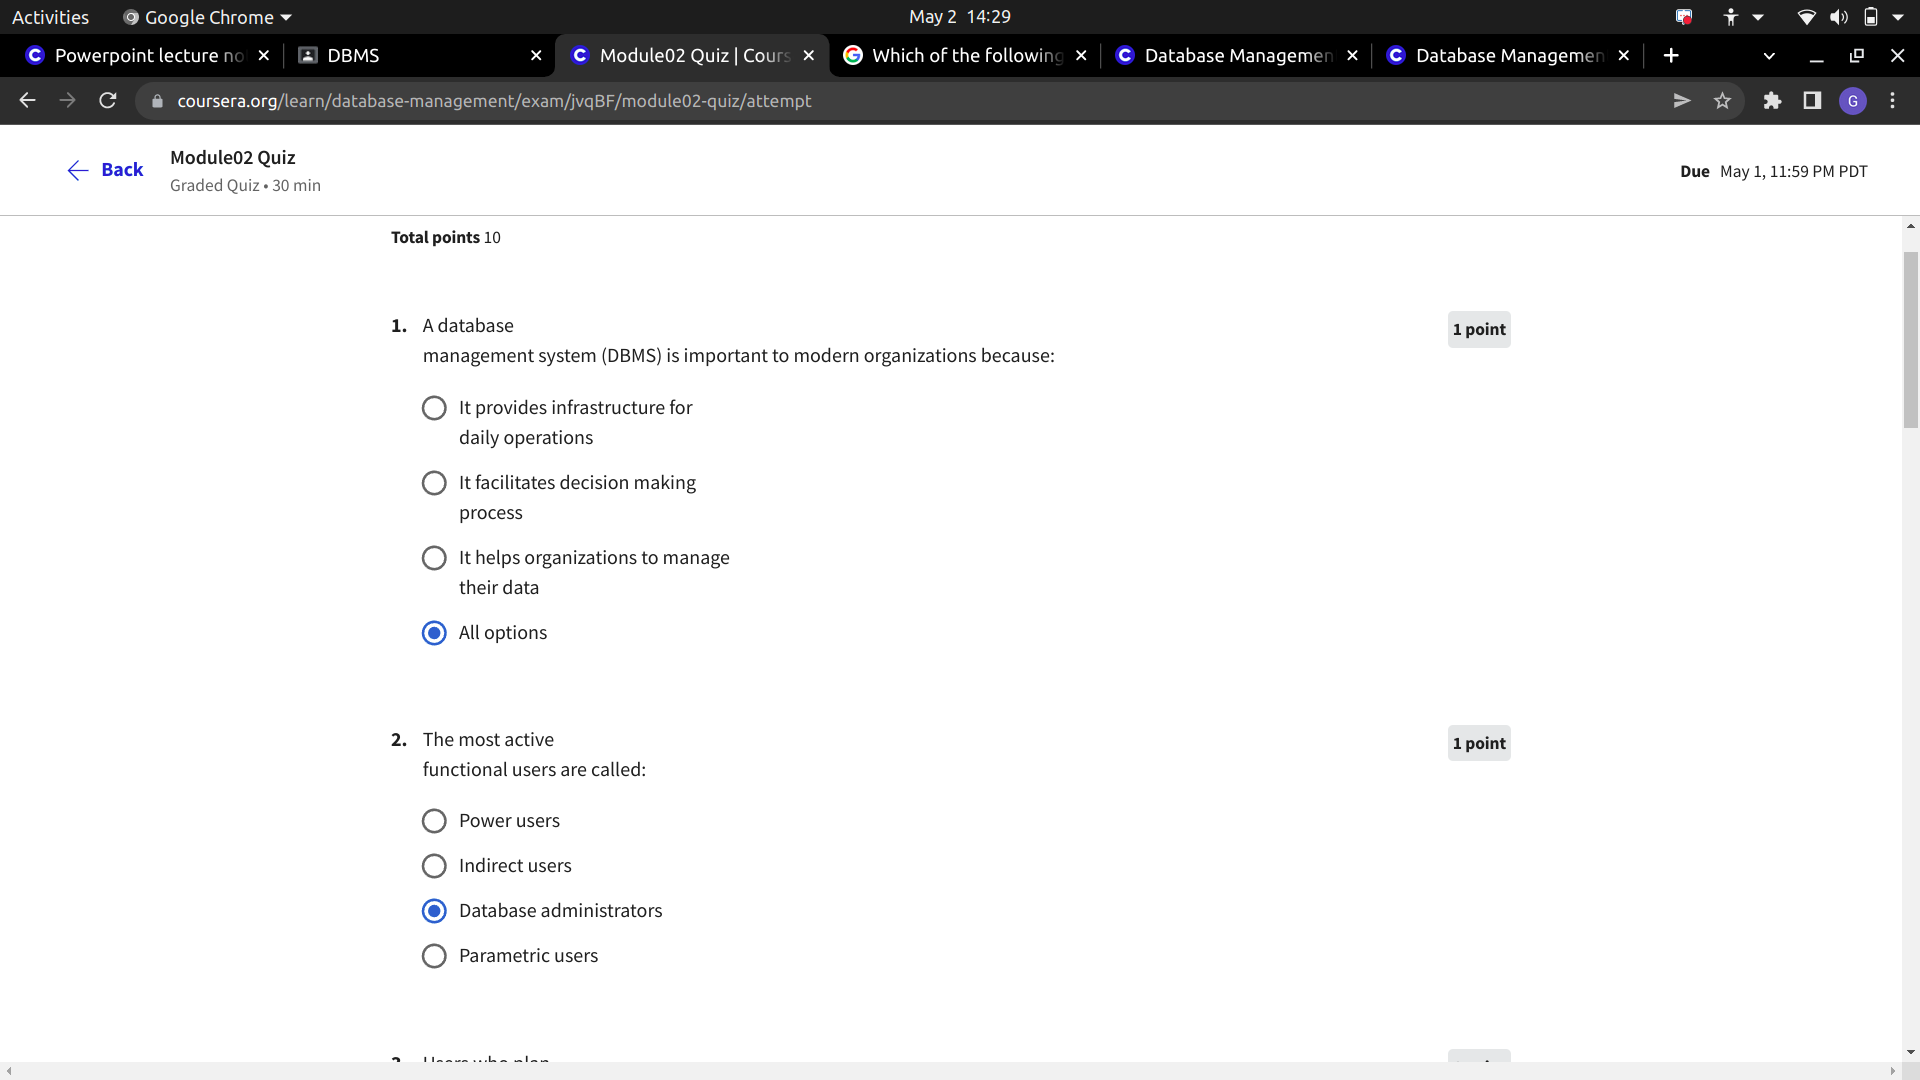 Activities Google Chrome May 2 14:29
Powerpoint lecture no DBMS Module02 Quiz | Cours Which of the following Database Managemen Database Managemen
coursera.org/learn/database-management/exam/jvqBF/module02-quiz/attempt G
Back
Module02 Quiz
Graded Quiz • 30 min
Due May 1, 11:59 PM PDT
Total points 10
1. A database
management system (DBMS) is important to modern organizations because:
1 point
It provides infrastructure for
daily operations
It facilitates decision making
process
It helps organizations to manage
their data
All options
2. The most active
functional users are called:
1 point
Power users
Indirect users
Database administrators
Parametric users
3. Users who plan